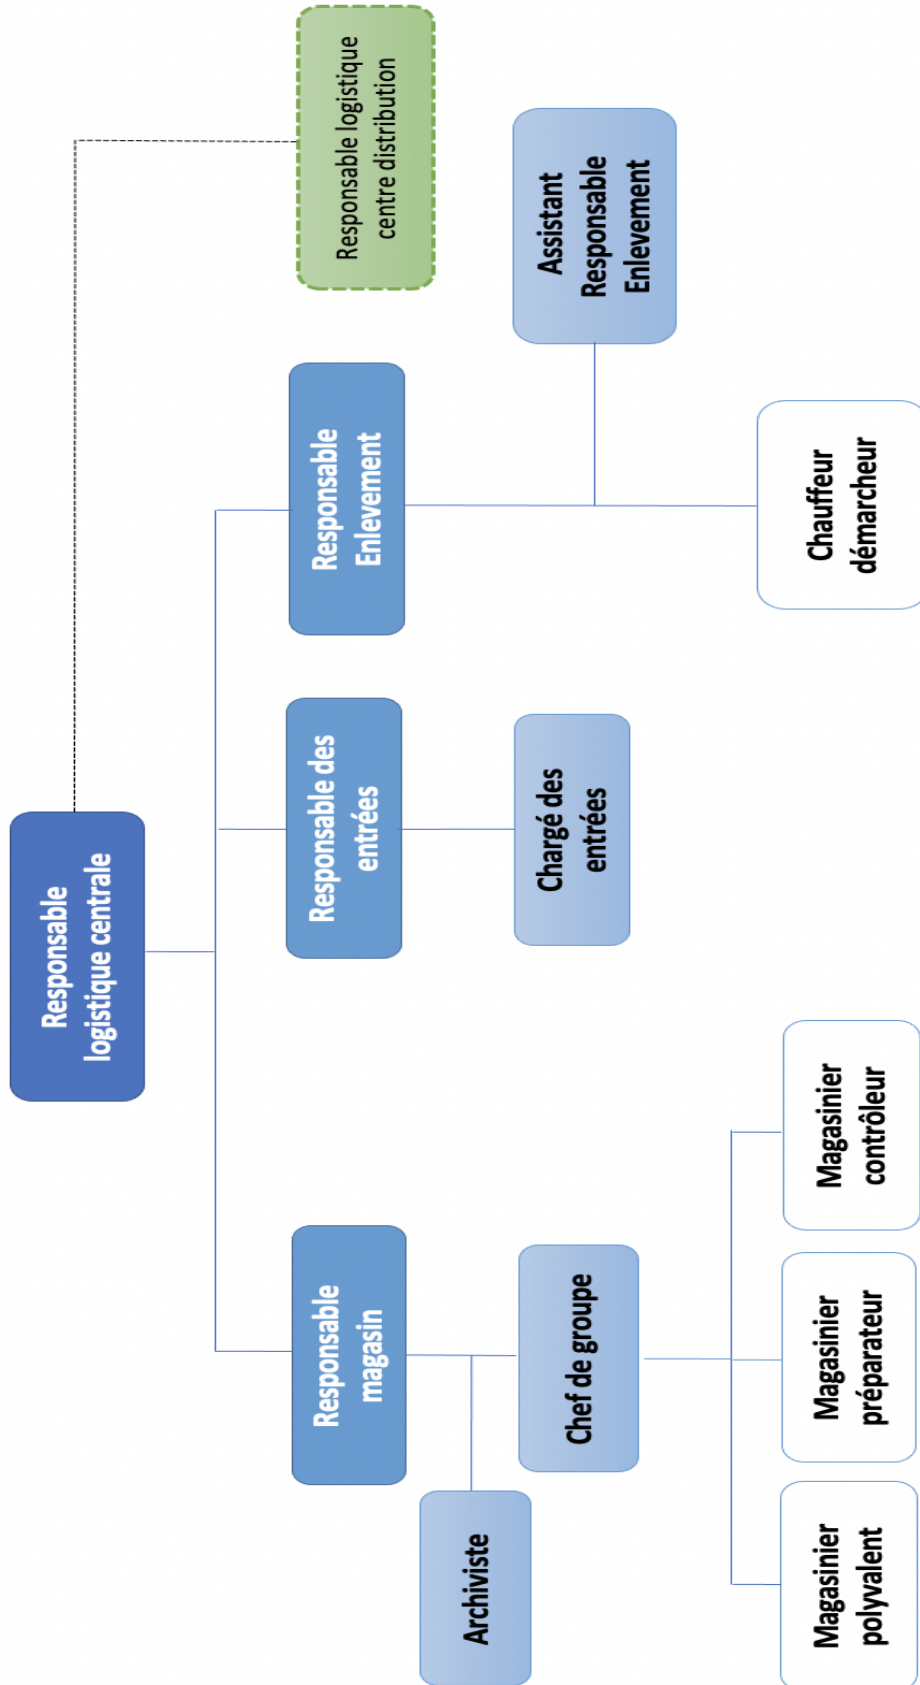 Responsable
logistique centrale
Responsable logistique
centre distribution
Responsable
magasin
Responsable des
entrées
Responsable
Enlevement
Archiviste
Chef de groupe
Chargé des
entrées
Assistant
Responsable
Enlevement
Magasinier
polyvalent
Magasinier
préparateur
Magasinier
contrôleur
Chauffeur
démarcheur